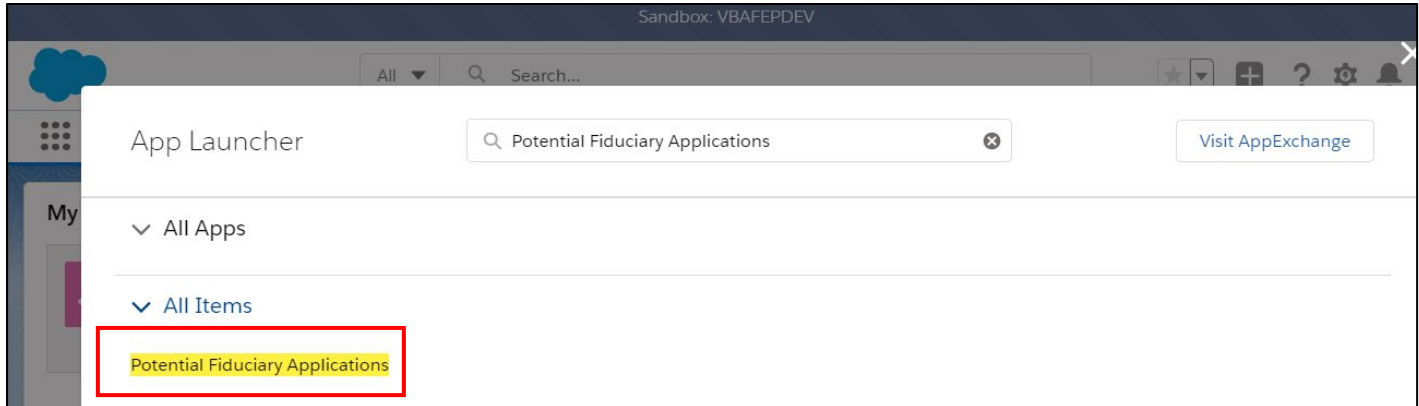 Sandbox: VBAFEPDEV
All Search...
App Launcher Potential Fiduciary Applications Visit AppExchange
My
All Apps
All Items
Potential Fiduciary Applications